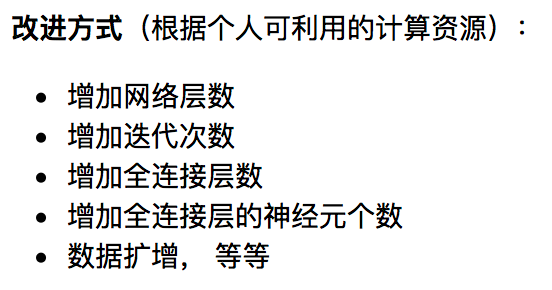 改进方式（根据个人可利用的计算资源）：
• 增加网络层数
• 增加迭代次数
• 增加全连接层数
• 增加全连接层的神经元个数
• 数据扩增， 等等